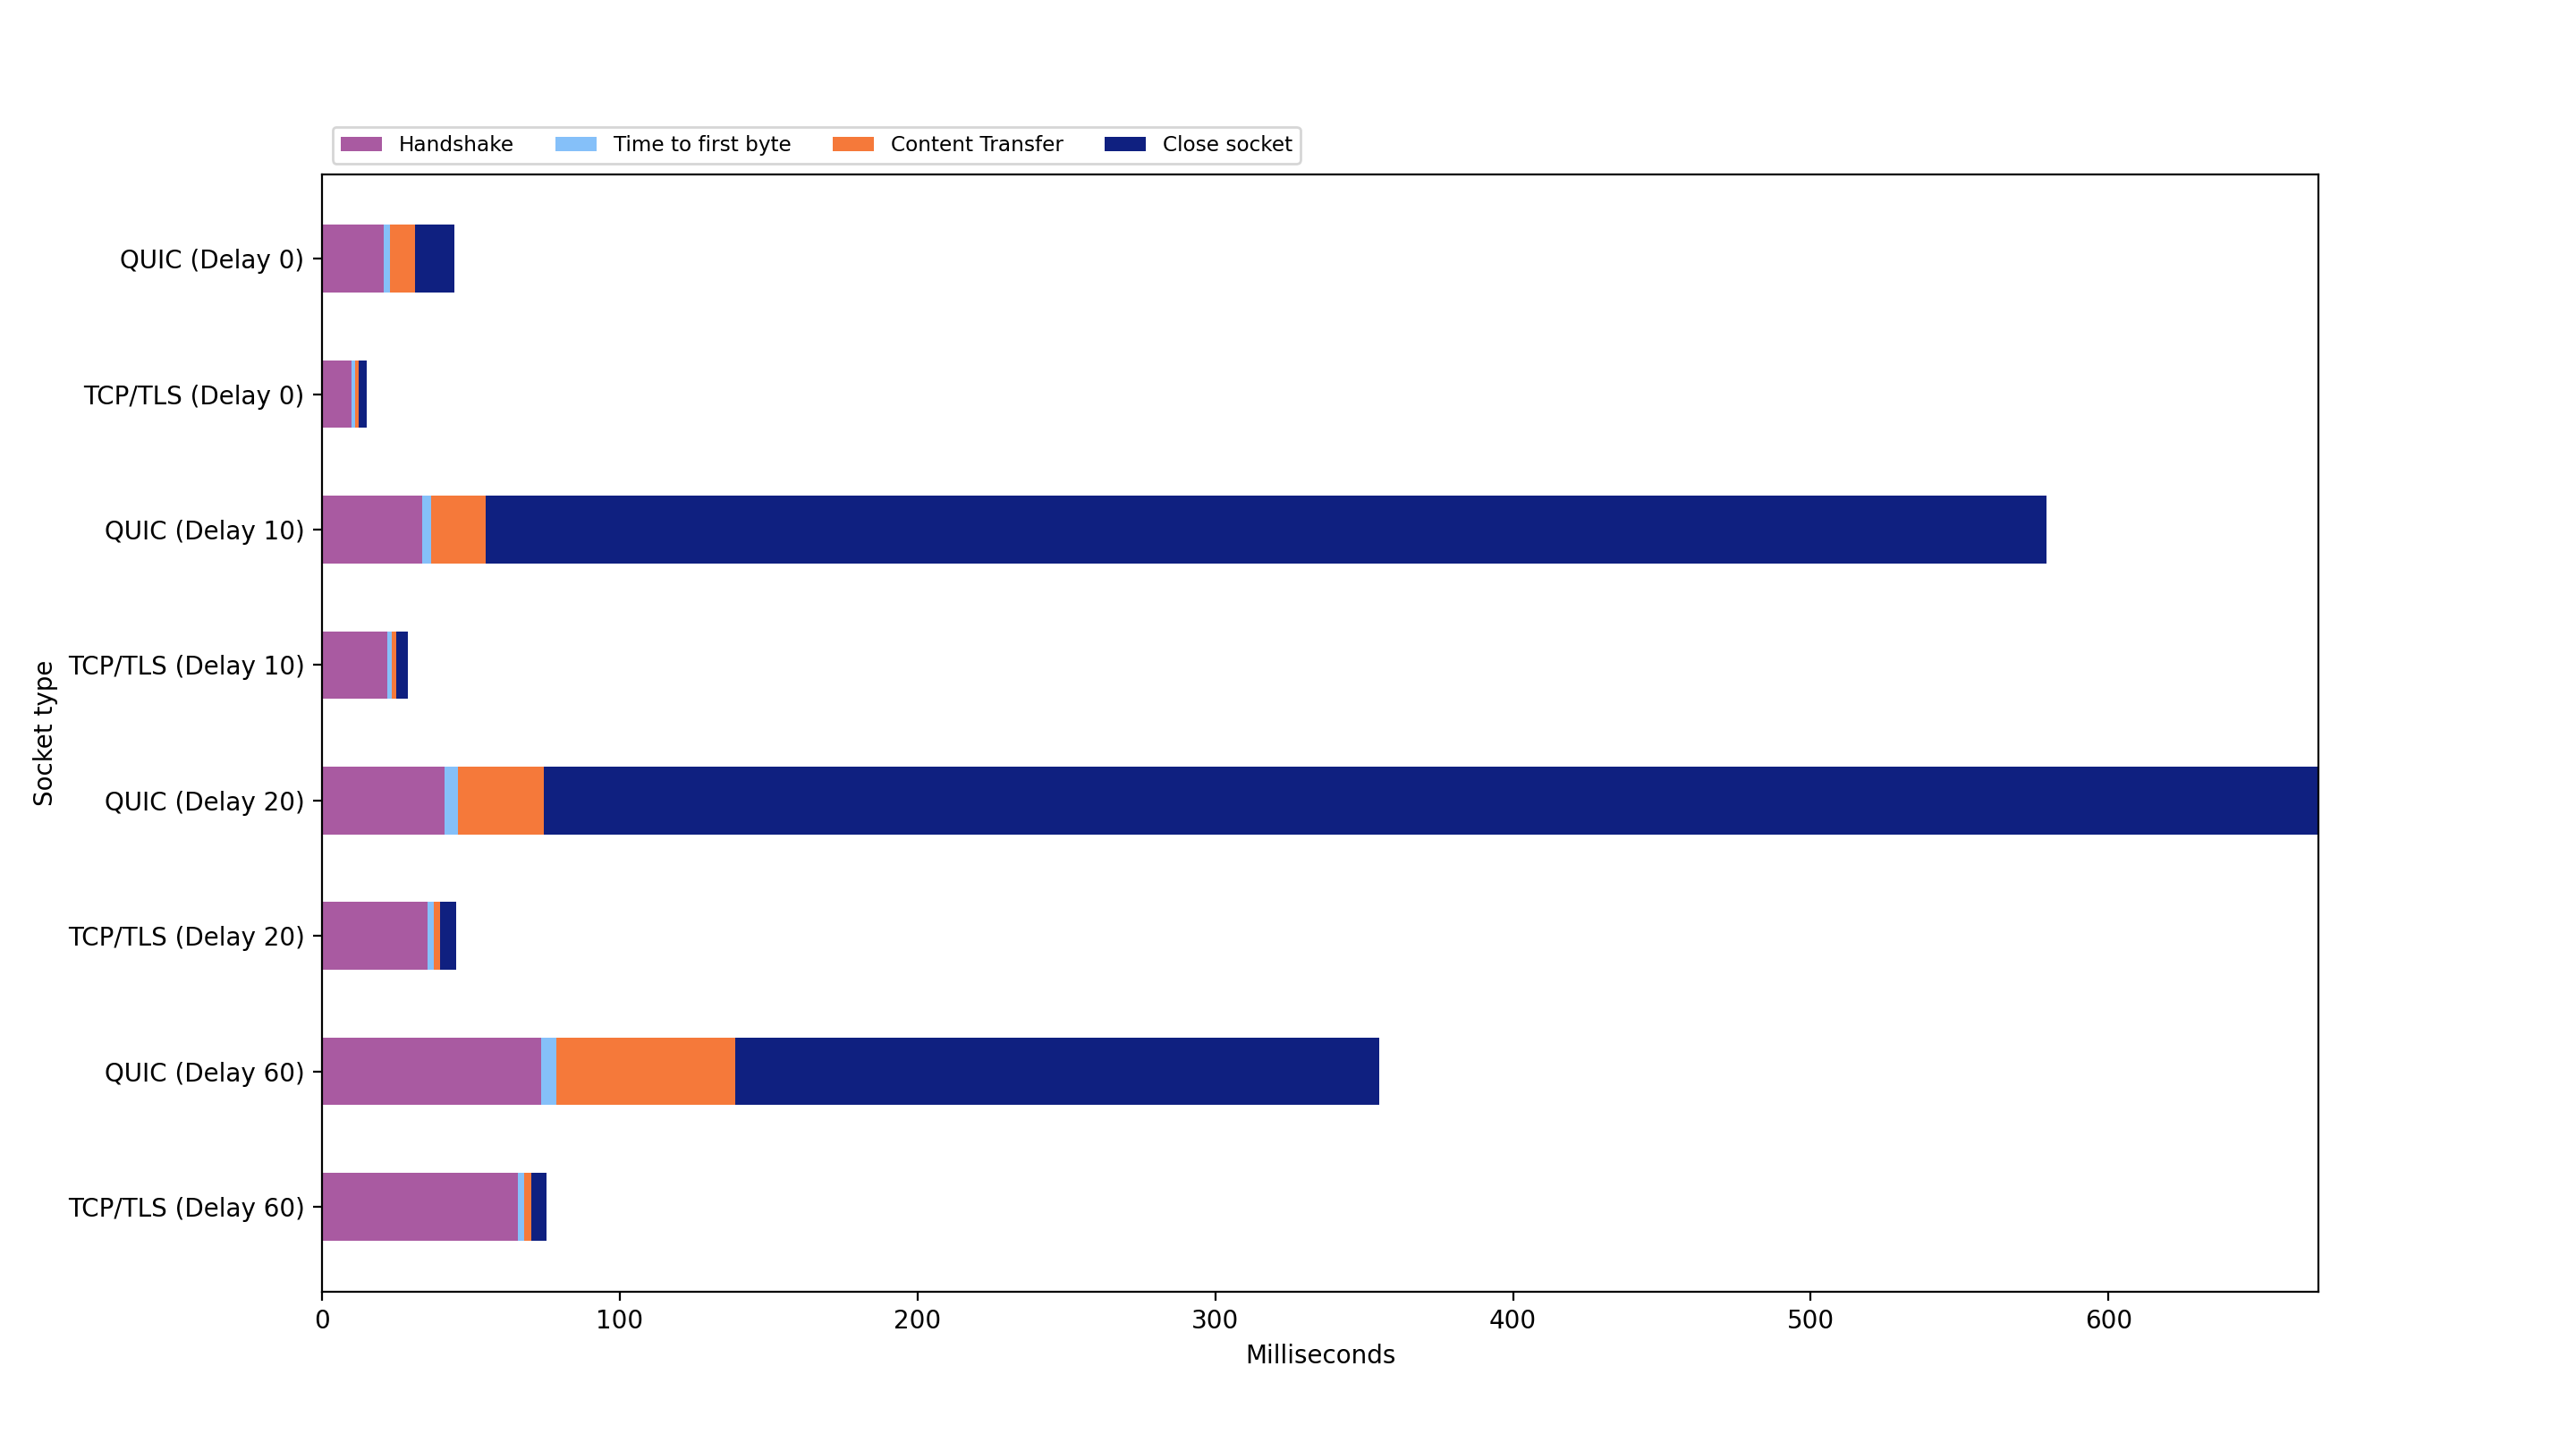 Handshake Time to first byte Content Transfer Close socket
QUIC (Delay 0)
TCP/TLS (Delay 0)
QUIC (Delay 10)
TCP/TLS (Delay 10)
QUIC (Delay 20)
TCP/TLS (Delay 20)
QUIC (Delay 60)
TCP/TLS (Delay 60)
Socket type
0 100 200 300 400 500 600
Milliseconds